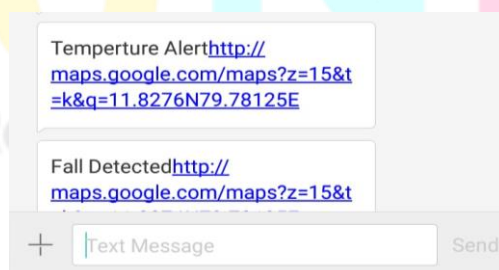 Temperture Alerthttp://
maps.google.com/maps?z=15&t
=k&q=11.8276N79.78125E
Fall Detectedhttp://
maps.google.com/maps?z=15&t
Text Message
Send